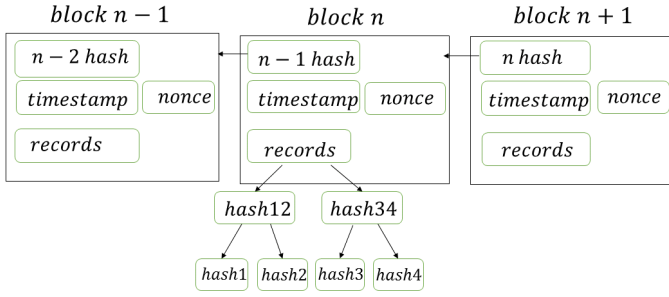 block n − 1 block n block n + 1
n − 2 hash n − 1 hash n hash
timestamp nonce timestamp nonce timestamp nonce
records records records
hash12 hash34
hash1 hash2 hash3 hash4